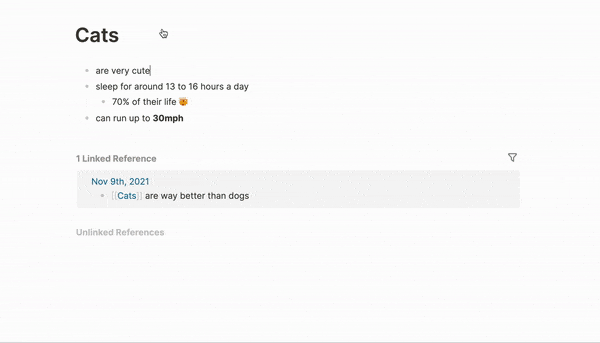 Cats
are very cute
sleep for around 13 to 16 hours a day
70% of their life
can run up to 30mph
1 Linked Reference
Nov 9th, 2021
[[Cats]] are way better than dogs
Unlinked References